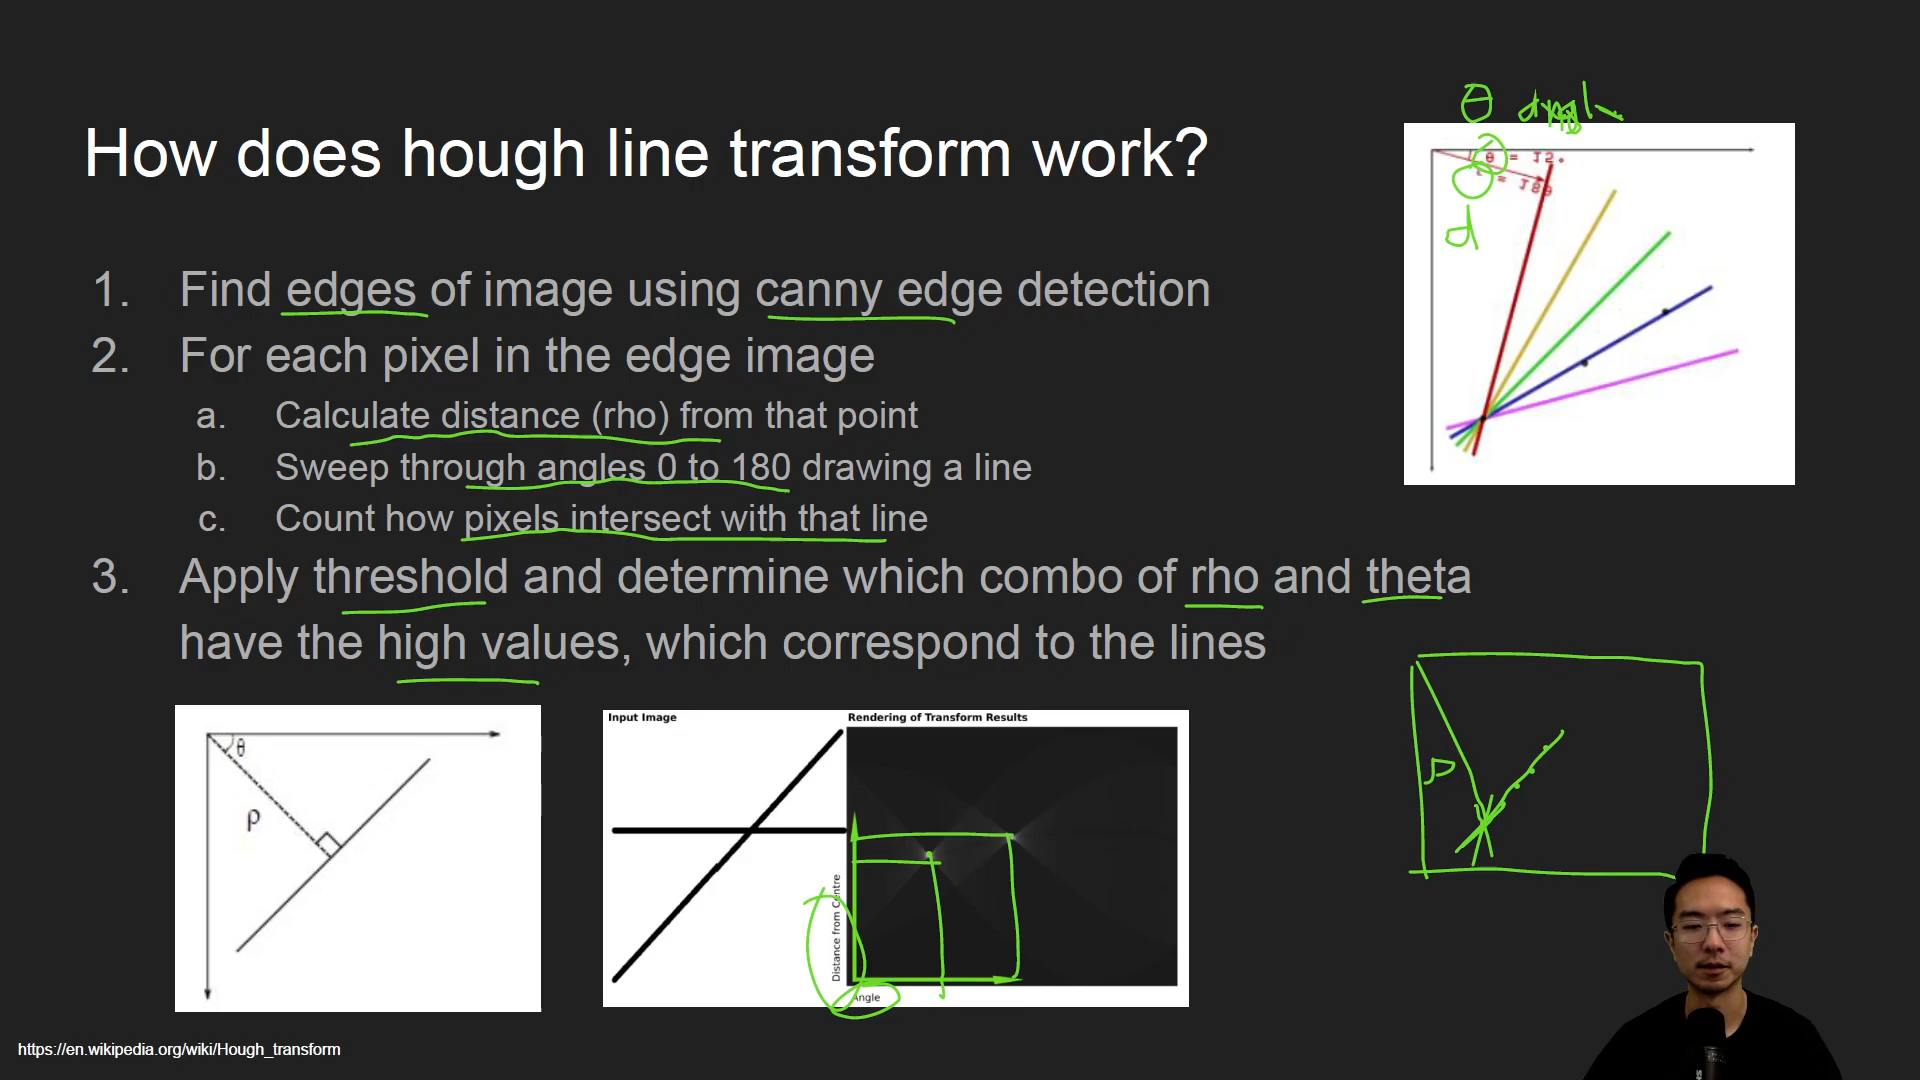 How does hough line transform work?
θ angle
θ = 15°
r = 189
d
1. Find edges of image using canny edge detection
2. For each pixel in the edge image
a. Calculate distance (rho) from that point
b. Sweep through angles 0 to 180 drawing a line
c. Count how pixels intersect with that line
3. Apply threshold and determine which combo of rho and theta
have the high values, which correspond to the lines
θ
ρ
Input Image
Rendering of Transform Results
Distance from Centre
Angle
https://en.wikipedia.org/wiki/Hough_transform